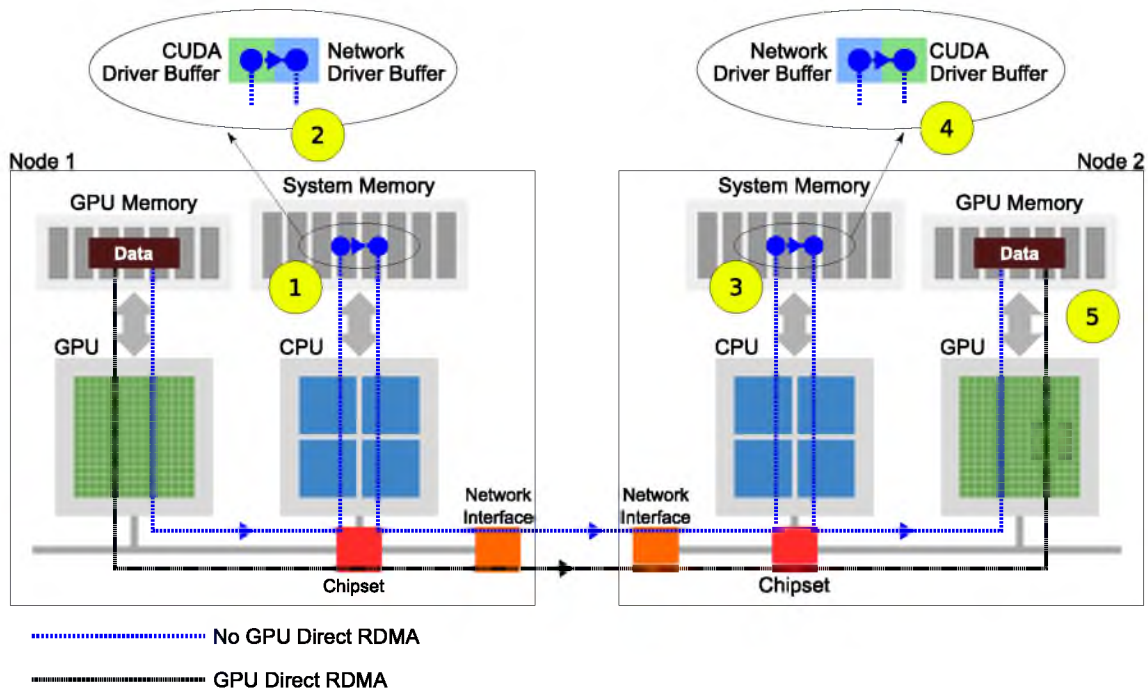 CUDA
Driver Buffer
Network
Driver Buffer
2
Network
Driver Buffer
CUDA
Driver Buffer
4
Node 1
GPU Memory
Data
System Memory
1
GPU
CPU
Network
Interface
Chipset
Node 2
System Memory
3
GPU Memory
Data
5
CPU
GPU
Network
Interface
Chipset
No GPU Direct RDMA
GPU Direct RDMA